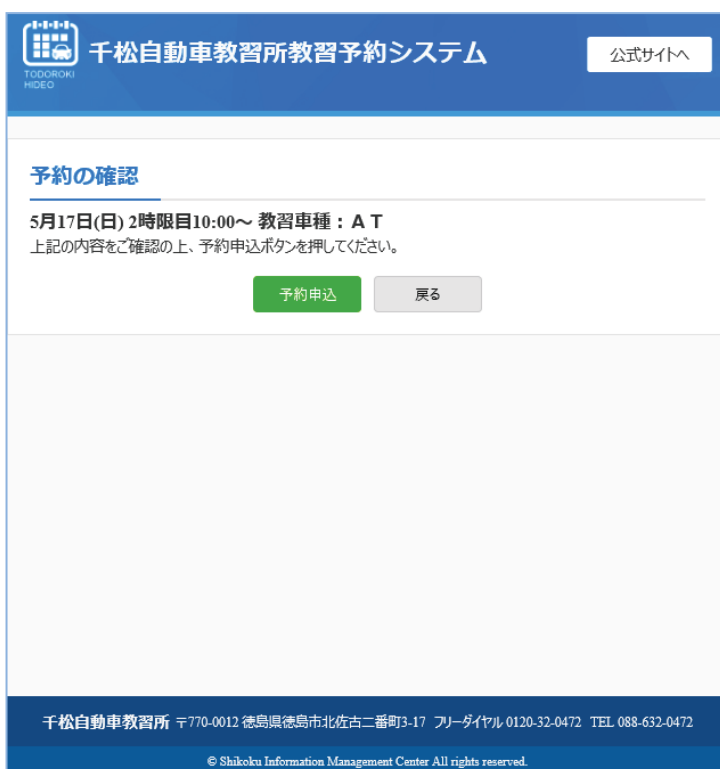 千松自動車教習所教習予約システム
公式サイトへ
TODOROKI
HIDEO
予約の確認
5月17日(日) 2時限目10:00～ 教習車種：ＡＴ
上記の内容をご確認の上、予約申込ボタンを押してください。
予約申込
戻る
千松自動車教習所 〒770-0012 徳島県徳島市北佐古二番町3-17 フリーダイヤル 0120-32-0472 TEL 088-632-0472
© Shikoku Information Management Center All rights reserved.